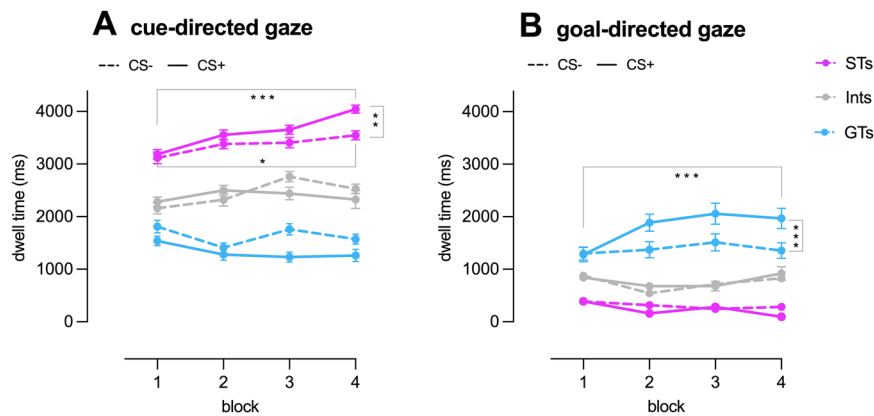 A cue-directed gaze
CS- CS+
* * *
* *
*
4000
3000
2000
1000
0
dwell time (ms)
1 2 3 4
block
B goal-directed gaze
CS- CS+
* * *
* * *
4000
3000
2000
1000
0
dwell time (ms)
1 2 3 4
block
STs
Ints
GTs